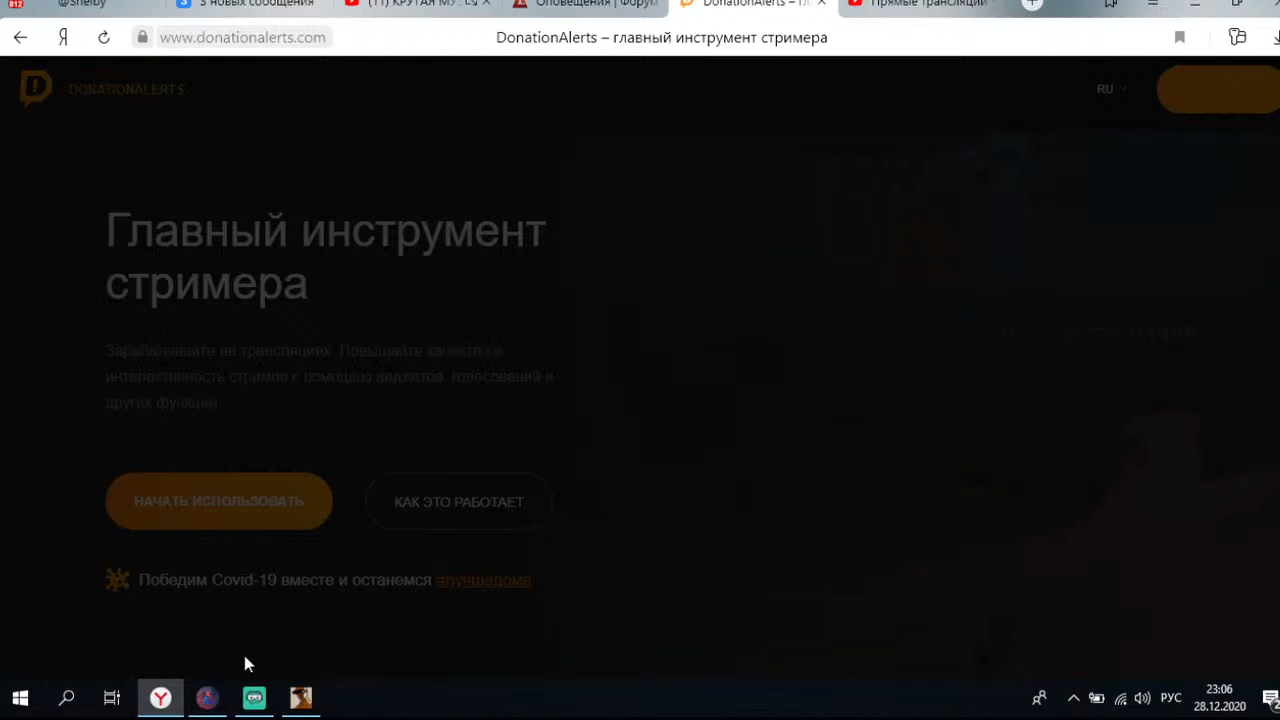 812 @Shelby 3 новых сообщения (11) КРУТАЯ МУ Оповещения | Форум DonationAlerts – гл Прямые трансляции
Я www.donationalerts.com DonationAlerts – главный инструмент стримера
DONATIONALERTS RU
Главный инструмент
стримера
Зарабатывайте на трансляциях. Повышайте качество и
интерактивность стримов с помощью виджетов, голосований и
других функций.
НАЧАТЬ ИСПОЛЬЗОВАТЬ КАК ЭТО РАБОТАЕТ
Победим Covid-19 вместе и останемся #лучшедома
РУС 23:06
28.12.2020